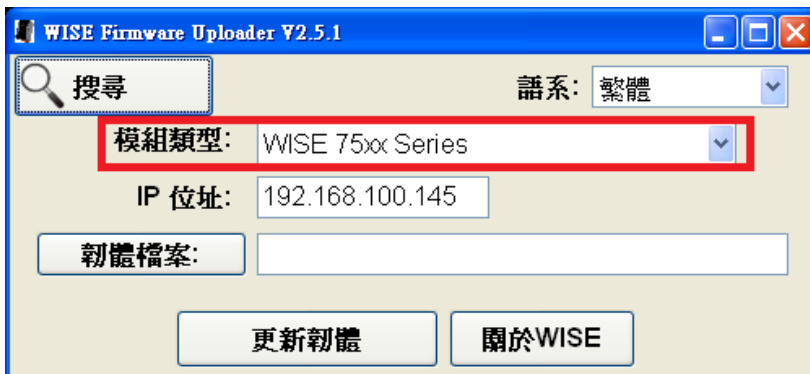 WISE Firmware Uploader V2.5.1
搜尋 語系: 繁體
模組類型: WISE 75xx Series
IP 位址: 192.168.100.145
韌體檔案:
更新韌體 關於WISE